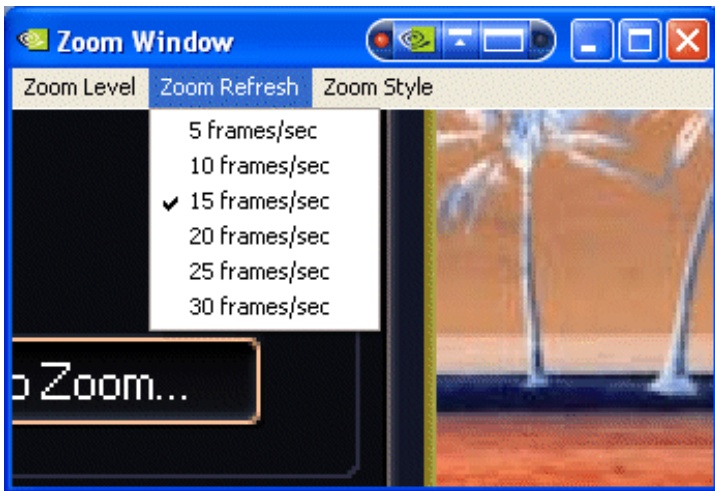 Zoom Window
Zoom Level Zoom Refresh Zoom Style
5 frames/sec
10 frames/sec
15 frames/sec
20 frames/sec
25 frames/sec
30 frames/sec
Zoom...